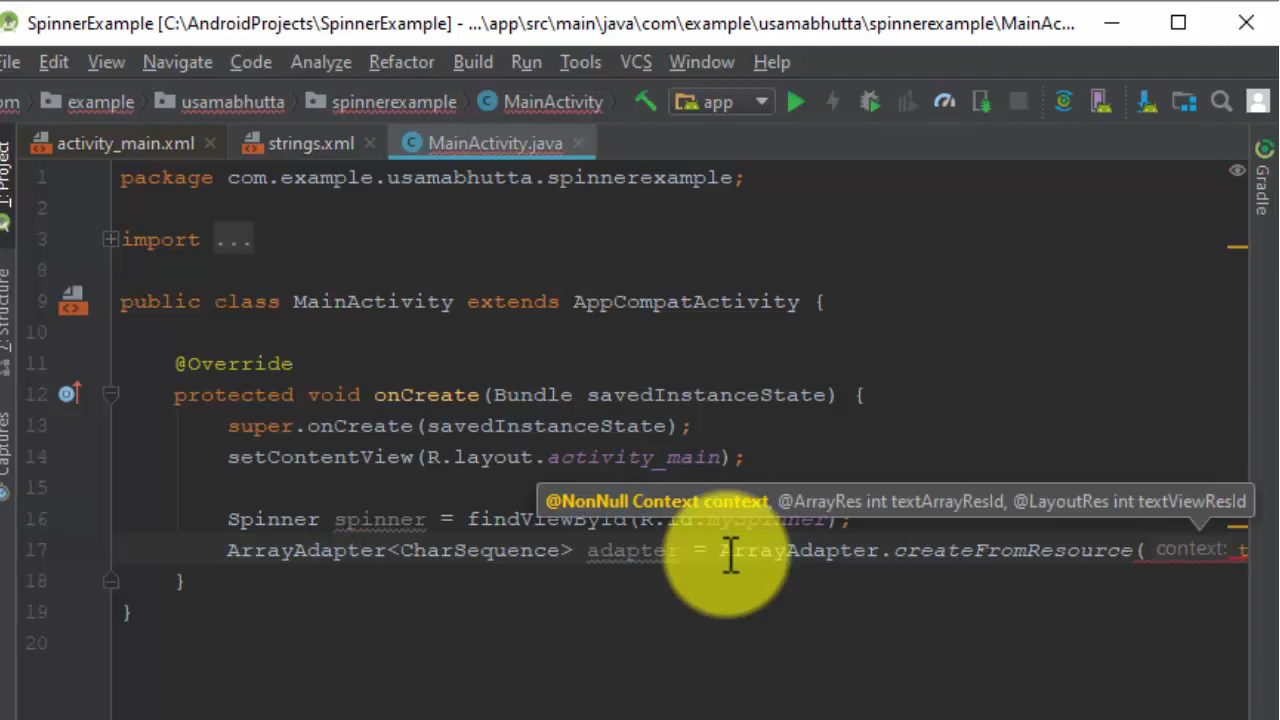 SpinnerExample [C:\AndroidProjects\SpinnerExample] - ...\app\src\main\java\com\example\usamabhutta\spinnerexample\MainAc...
File Edit View Navigate Code Analyze Refactor Build Run Tools VCS Window Help
om example usamabhutta spinnerexample MainActivity app
activity_main.xml strings.xml MainActivity.java
1: Project
7: Structure
Captures
Gradle
1 package com.example.usamabhutta.spinnerexample;
2
3 import ...
8
9 public class MainActivity extends AppCompatActivity {
10
11 @Override
12 protected void onCreate(Bundle savedInstanceState) {
13 super.onCreate(savedInstanceState);
14 setContentView(R.layout.activity_main);
15
@NonNull Context context, @ArrayRes int textArrayResId, @LayoutRes int textViewResId
16 Spinner spinner = findViewById(R.id.mySpinner);
17 ArrayAdapter<CharSequence> adapter = ArrayAdapter.createFromResource( context: t
18 }
19 }
20